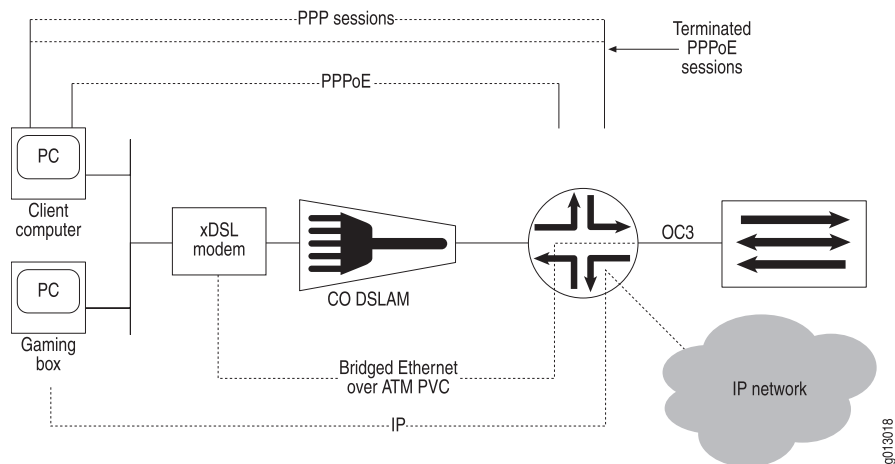 PPP sessions
Terminated
PPPoE
sessions
PPPoE
PC
Client
computer
xDSL
modem
CO DSLAM
OC3
PC
Gaming
box
Bridged Ethernet
over ATM PVC
IP network
IP
g013018